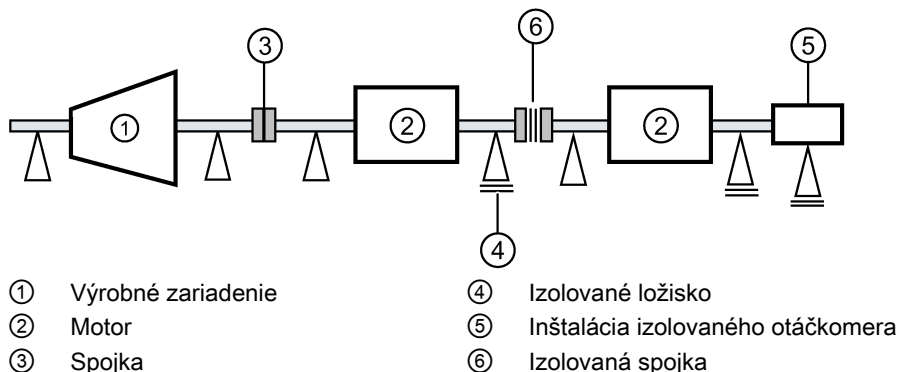 ③ ⑥ ⑤
① ② ② 
④
① Výrobné zariadenie
② Motor
③ Spojka
④ Izolované ložisko
⑤ Inštalácia izolovaného otáčkomera
⑥ Izolovaná spojka